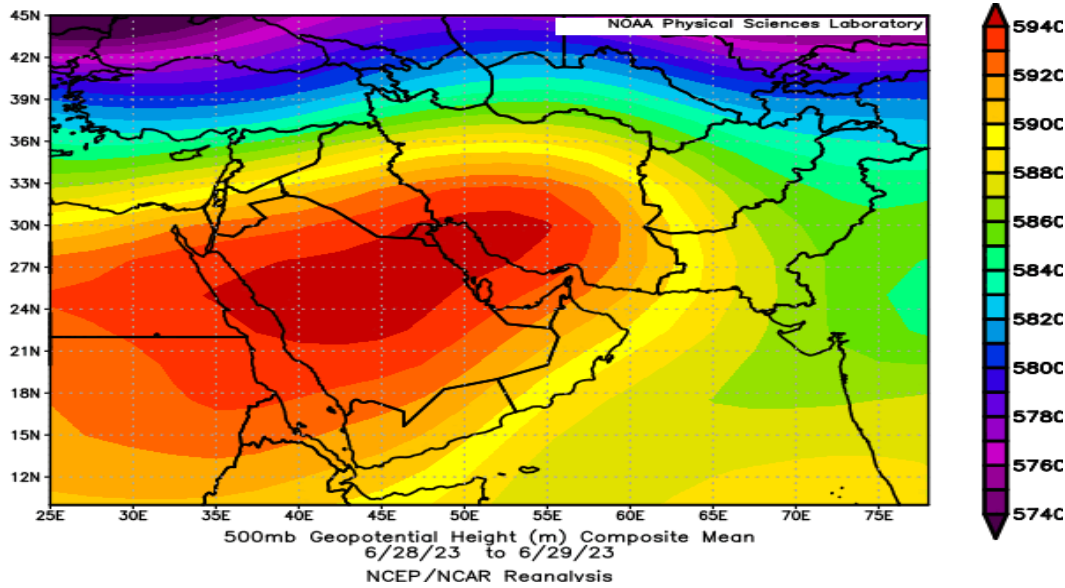 NOAA Physical Sciences Laboratory
45N
42N
39N
36N
33N
30N
27N
24N
21N
18N
15N
12N
25E 30E 35E 40E 45E 50E 55E 60E 65E 70E 75E
500mb Geopotential Height (m) Composite Mean
6/28/23 to 6/29/23
NCEP/NCAR Reanalysis
5940
5920
5900
5880
5860
5840
5820
5800
5780
5760
5740